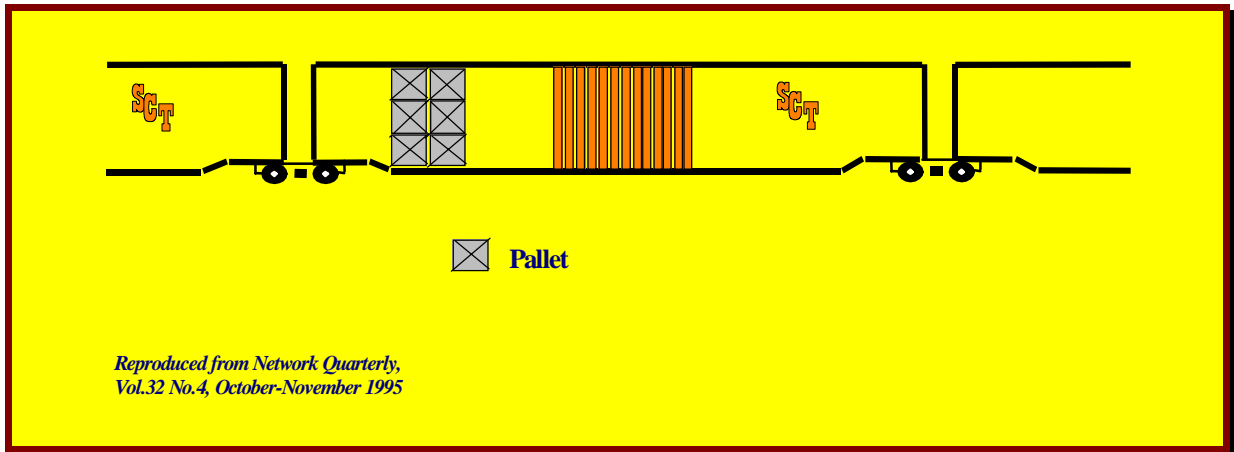 SCT
SCT
Pallet
Reproduced from Network Quarterly,
Vol.32 No.4, October-November 1995